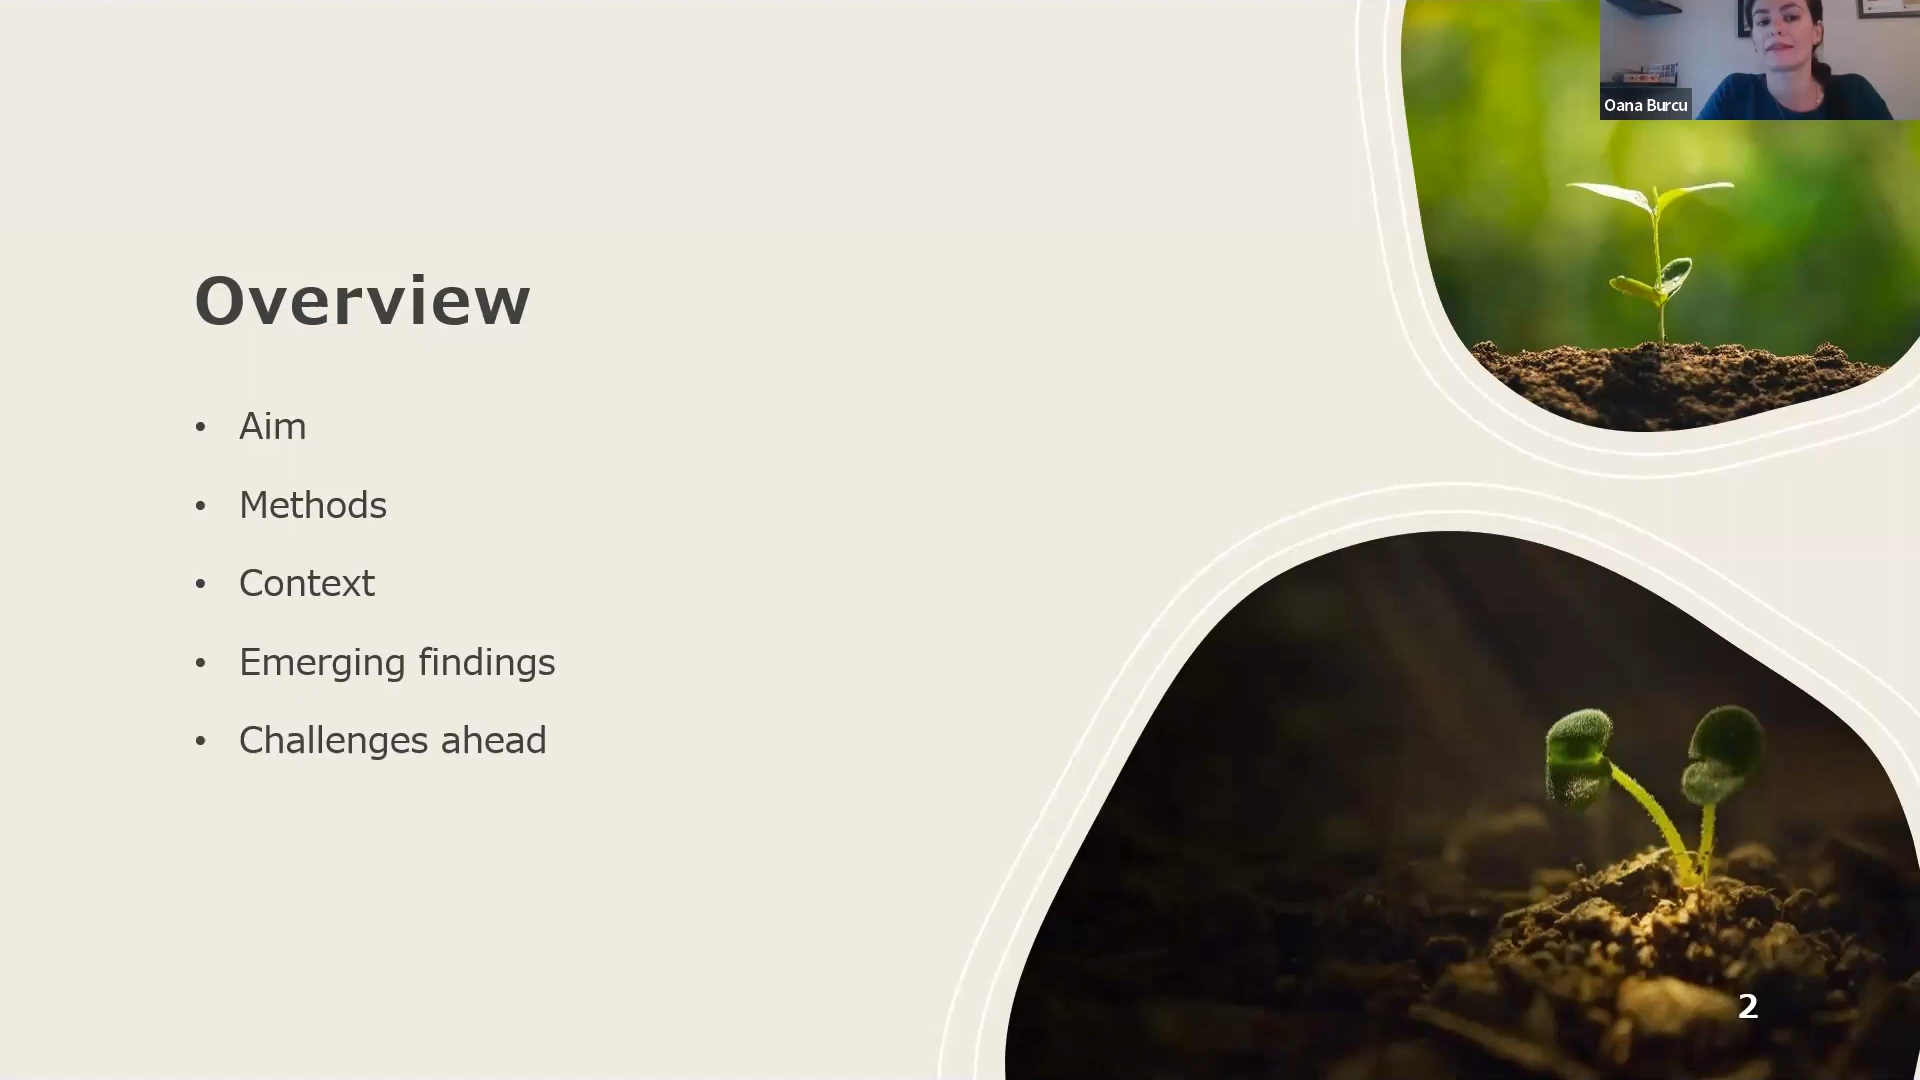 Oana Burcu
Overview
• Aim
• Methods
• Context
• Emerging findings
• Challenges ahead
2